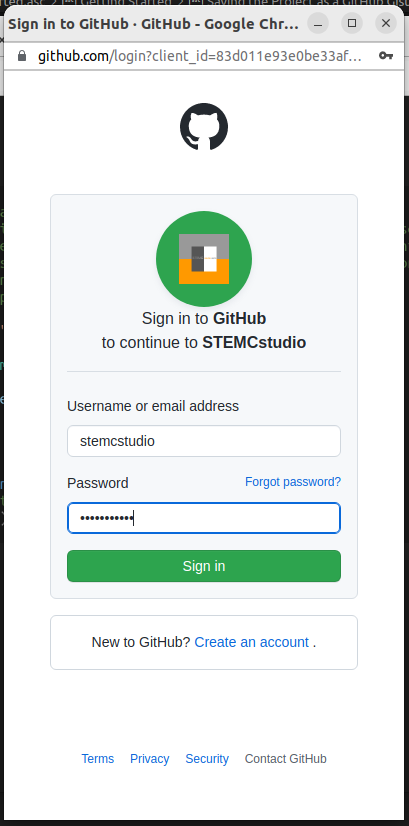 Sign in to GitHub · GitHub - Google Chr...
github.com/login?client_id=83d011e93e0be33af...
Sign in to GitHub
to continue to STEMCstudio
Username or email address
stemcstudio
Password
Forgot password?
•••••••••••
Sign in
New to GitHub? Create an account .
Terms
Privacy
Security
Contact GitHub